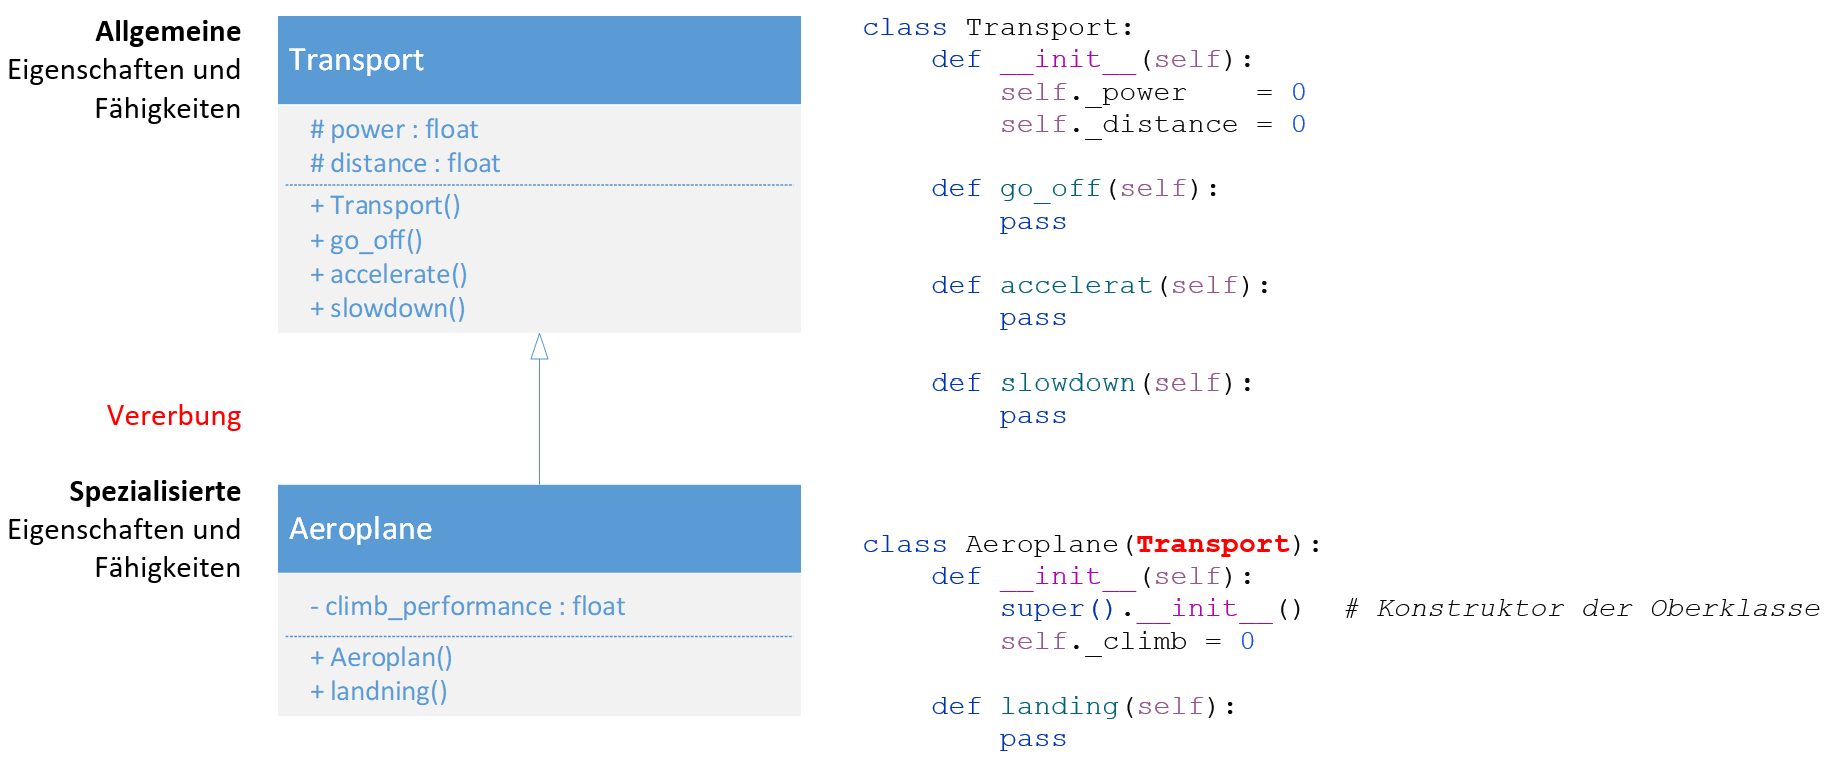 Allgemeine
Eigenschaften und
Fähigkeiten
Transport
# power : float
# distance : float
+ Transport()
+ go_off()
+ accelerate()
+ slowdown()
Vererbung
Spezialisierte
Eigenschaften und
Fähigkeiten
Aeroplane
- climb_performance : float
+ Aeroplan()
+ landning()
class Transport:
    def __init__(self):
        self._power    = 0
        self._distance = 0
    def go_off(self):
        pass
    def accelerat(self):
        pass
    def slowdown(self):
        pass
class Aeroplane(Transport):
    def __init__(self):
        super().__init__()  # Konstruktor der Oberklasse
        self._climb = 0
    def landing(self):
        pass